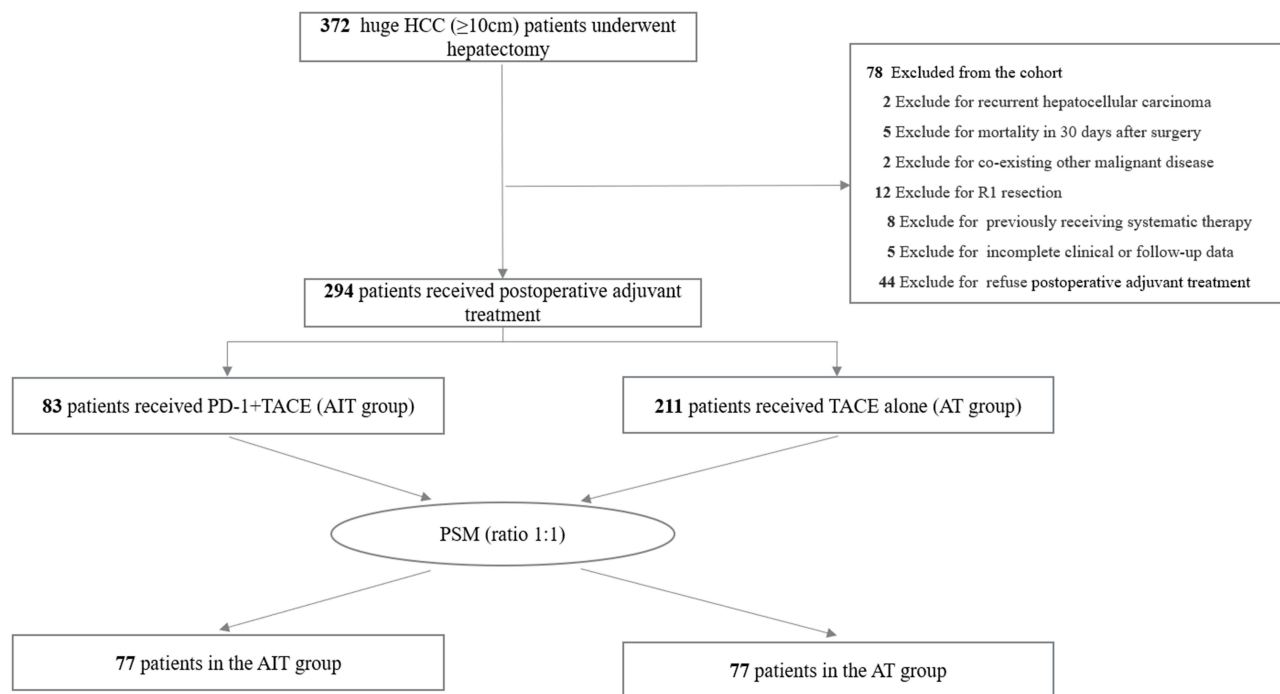 372 huge HCC (≥10cm) patients underwent
hepatectomy
78 Excluded from the cohort
2 Exclude for recurrent hepatocellular carcinoma
5 Exclude for mortality in 30 days after surgery
2 Exclude for co-existing other malignant disease
12 Exclude for R1 resection
8 Exclude for previously receiving systematic therapy
5 Exclude for incomplete clinical or follow-up data
44 Exclude for refuse postoperative adjuvant treatment
294 patients received postoperative adjuvant
treatment
83 patients received PD-1+TACE (AIT group)
211 patients received TACE alone (AT group)
PSM (ratio 1:1)
77 patients in the AIT group
77 patients in the AT group